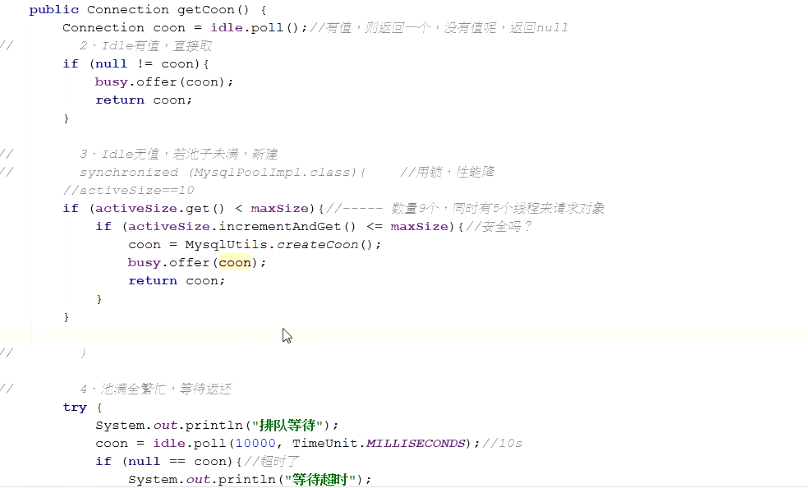 public Connection getCoon() {
Connection coon = idle.poll();//有值，则返回一个，没有值呢，返回null
// 2、Idle有值，直接取
if (null != coon){
busy.offer(coon);
return coon;
}
// 3、Idle无值，若池子未满，新建
// synchronized (MysqlPoolImpl.class){ //用锁，性能降
//activeSize==10
if (activeSize.get() < maxSize){//----- 数量9个，同时有5个线程来请求对象
if (activeSize.incrementAndGet() <= maxSize){//安全吗？
coon = MysqlUtils.createCoon();
busy.offer(coon);
return coon;
}
}
// }
// 4、池满全繁忙，等待返还
try {
System.out.println("排队等待");
coon = idle.poll(10000, TimeUnit.MILLISECONDS);//10s
if (null == coon){//超时了
System.out.println("等待超时");